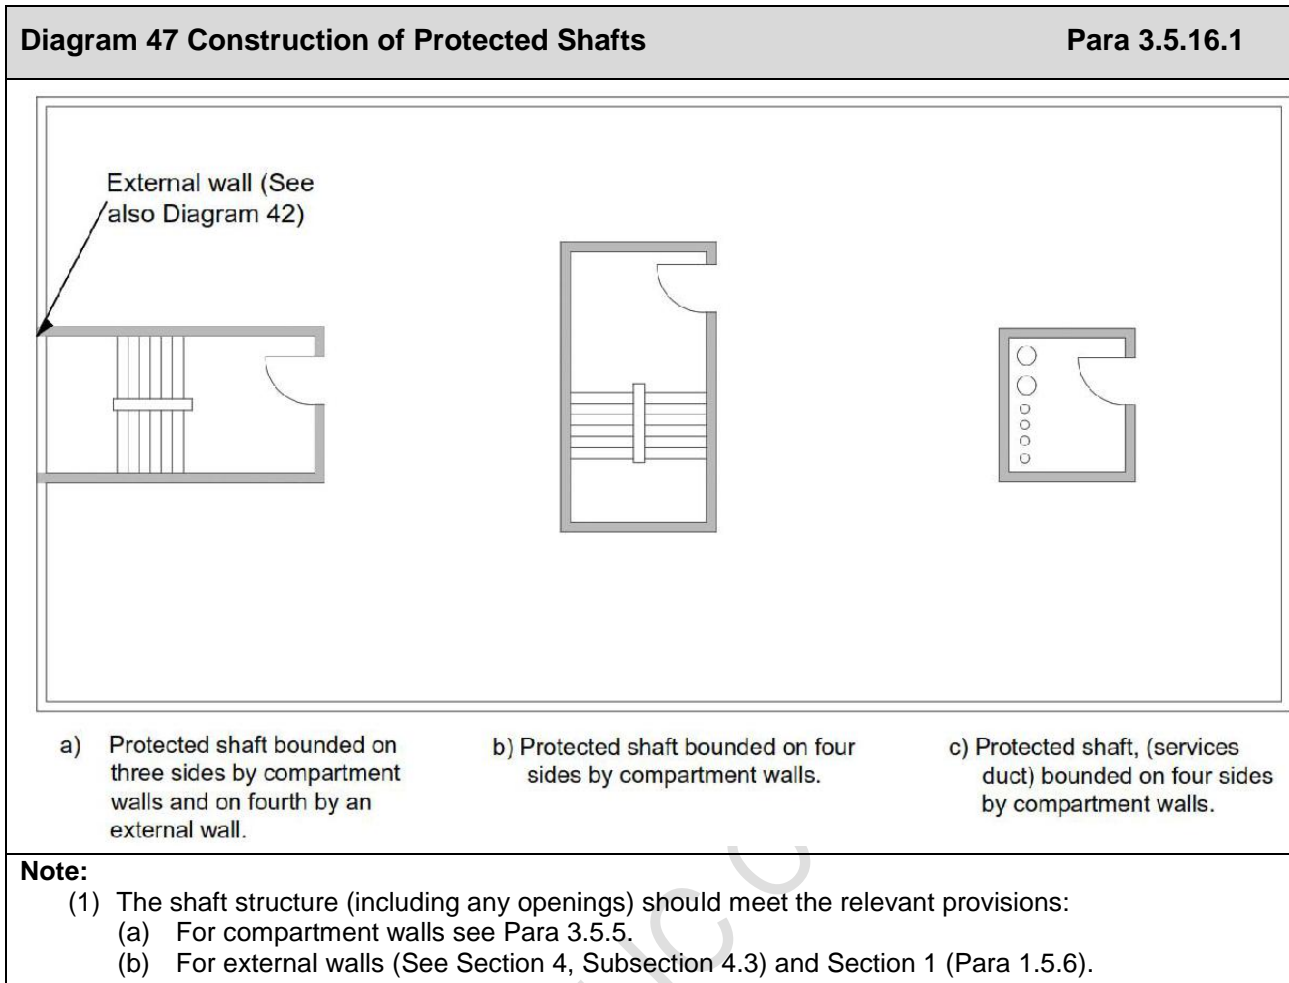 Diagram 47 Construction of Protected Shafts Para 3.5.16.1
External wall (See
also Diagram 42)
a) Protected shaft bounded on
three sides by compartment
walls and on fourth by an
external wall.
b) Protected shaft bounded on four
sides by compartment walls.
c) Protected shaft, (services
duct) bounded on four sides
by compartment walls.
Note:
(1) The shaft structure (including any openings) should meet the relevant provisions:
(a) For compartment walls see Para 3.5.5.
(b) For external walls (See Section 4, Subsection 4.3) and Section 1 (Para 1.5.6).